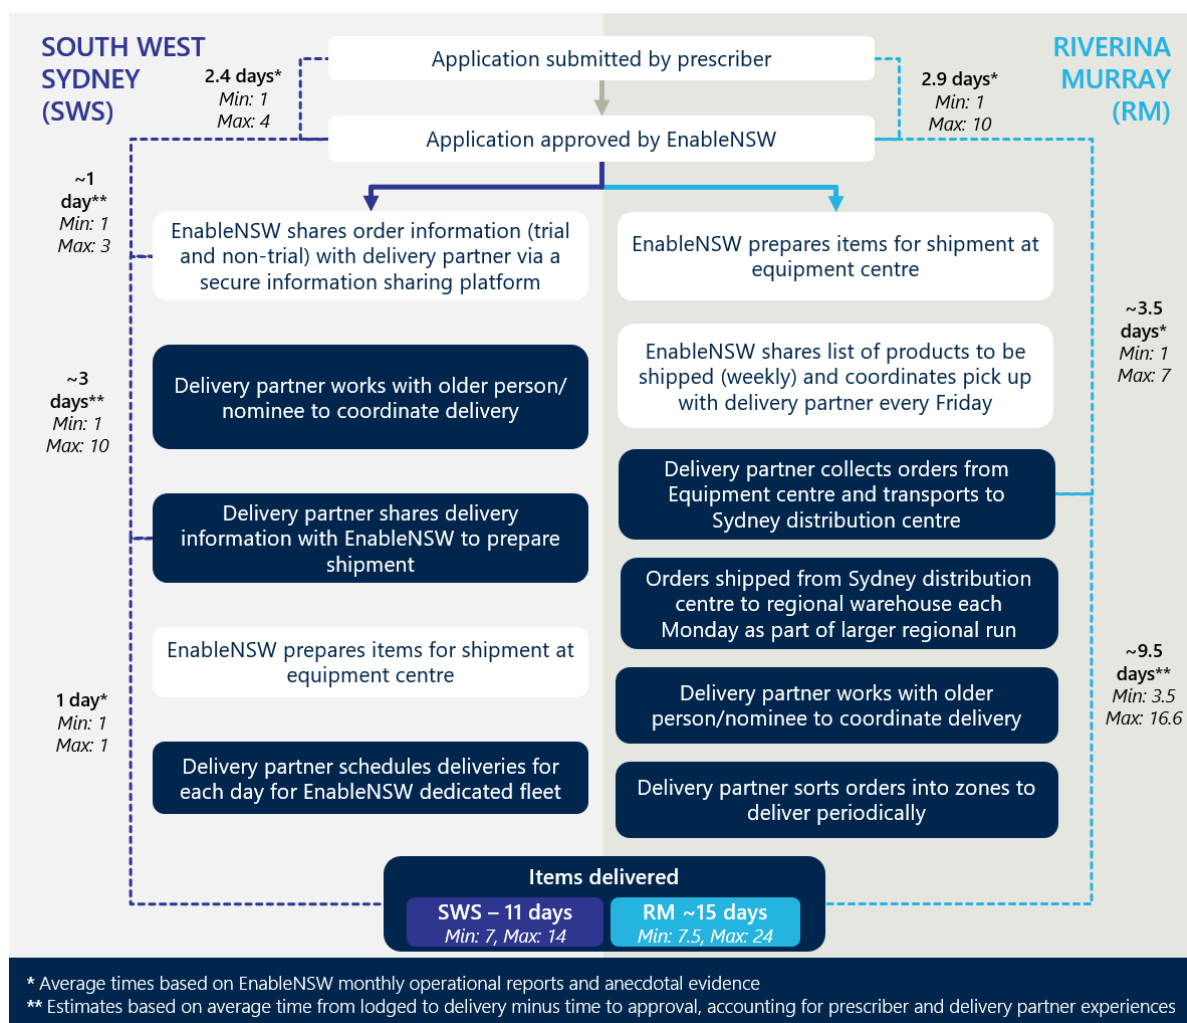 SOUTH WEST
SYDNEY
(SWS)
RIVERINA
MURRAY
(RM)
Application submitted by prescriber
2.4 days*
Min: 1
Max: 4
2.9 days*
Min: 1
Max: 10
Application approved by EnableNSW
~1
day**
Min: 1
Max: 3
EnableNSW shares order information (trial
and non-trial) with delivery partner via a
secure information sharing platform
~3
days**
Min: 1
Max: 10
Delivery partner works with older person/
nominee to coordinate delivery
Delivery partner shares delivery
information with EnableNSW to prepare
shipment
EnableNSW prepares items for shipment at
equipment centre
1 day*
Min: 1
Max: 1
Delivery partner schedules deliveries for
each day for EnableNSW dedicated fleet
EnableNSW prepares items for shipment at
equipment centre
EnableNSW shares list of products to be
shipped (weekly) and coordinates pick up
with delivery partner every Friday
~3.5
days*
Min: 1
Max: 7
Delivery partner collects orders from
Equipment centre and transports to
Sydney distribution centre
Orders shipped from Sydney distribution
centre to regional warehouse each
Monday as part of larger regional run
~9.5
days**
Min: 3.5
Max: 16.6
Delivery partner works with older
person/nominee to coordinate delivery
Delivery partner sorts orders into zones to
deliver periodically
Items delivered
SWS – 11 days
Min: 7, Max: 14
RM ~15 days
Min: 7.5, Max: 24
* Average times based on EnableNSW monthly operational reports and anecdotal evidence
** Estimates based on average time from lodged to delivery minus time to approval, accounting for prescriber and delivery partner experiences